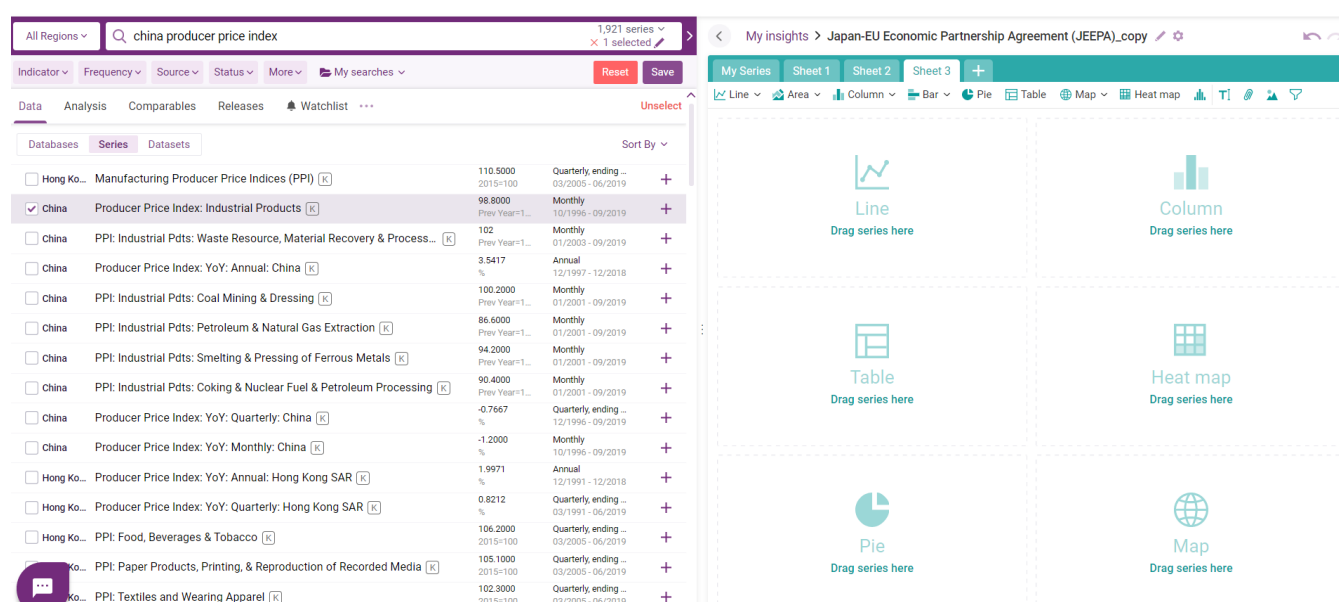 All Regions
china producer price index
1,921 series
× 1 selected
Indicator
Frequency
Source
Status
More
My searches
Reset
Save
Data
Analysis
Comparables
Releases
Watchlist
Unselect
Databases
Series
Datasets
Sort By
Hong Ko... Manufacturing Producer Price Indices (PPI) K 110.5000 Quarterly, ending ...
2015=100 03/2005 - 06/2019
China Producer Price Index: Industrial Products K 98.8000 Monthly
Prev Year=1... 10/1996 - 09/2019
China PPI: Industrial Pdts: Waste Resource, Material Recovery & Process... K 102 Monthly
Prev Year=1... 01/2003 - 09/2019
China Producer Price Index: YoY: Annual: China K 3.5417 Annual
% 12/1997 - 12/2018
China PPI: Industrial Pdts: Coal Mining & Dressing K 100.2000 Monthly
Prev Year=1... 01/2001 - 09/2019
China PPI: Industrial Pdts: Petroleum & Natural Gas Extraction K 86.6000 Monthly
Prev Year=1... 01/2001 - 09/2019
China PPI: Industrial Pdts: Smelting & Pressing of Ferrous Metals K 94.2000 Monthly
Prev Year=1... 01/2001 - 09/2019
China PPI: Industrial Pdts: Coking & Nuclear Fuel & Petroleum Processing K 90.4000 Monthly
Prev Year=1... 01/2001 - 09/2019
China Producer Price Index: YoY: Quarterly: China K -0.7667 Quarterly, ending ...
% 12/1996 - 09/2019
China Producer Price Index: YoY: Monthly: China K -1.2000 Monthly
% 10/1996 - 09/2019
Hong Ko... Producer Price Index: YoY: Annual: Hong Kong SAR K 1.9971 Annual
% 12/1991 - 12/2018
Hong Ko... Producer Price Index: YoY: Quarterly: Hong Kong SAR K 0.8212 Quarterly, ending ...
% 03/1991 - 06/2019
Hong Ko... PPI: Food, Beverages & Tobacco K 106.2000 Quarterly, ending ...
2015=100 03/2005 - 06/2019
Ko... PPI: Paper Products, Printing, & Reproduction of Recorded Media K 105.1000 Quarterly, ending ...
2015=100 03/2005 - 06/2019
Ko... PPI: Textiles and Wearing Apparel K 102.3000 Quarterly, ending ...
2015=100 03/2005 - 06/2019
My insights > Japan-EU Economic Partnership Agreement (JEEPA)_copy
My Series
Sheet 1
Sheet 2
Sheet 3
Line
Area
Column
Bar
Pie
Table
Map
Heat map
Line
Drag series here
Column
Drag series here
Table
Drag series here
Heat map
Drag series here
Pie
Drag series here
Map
Drag series here